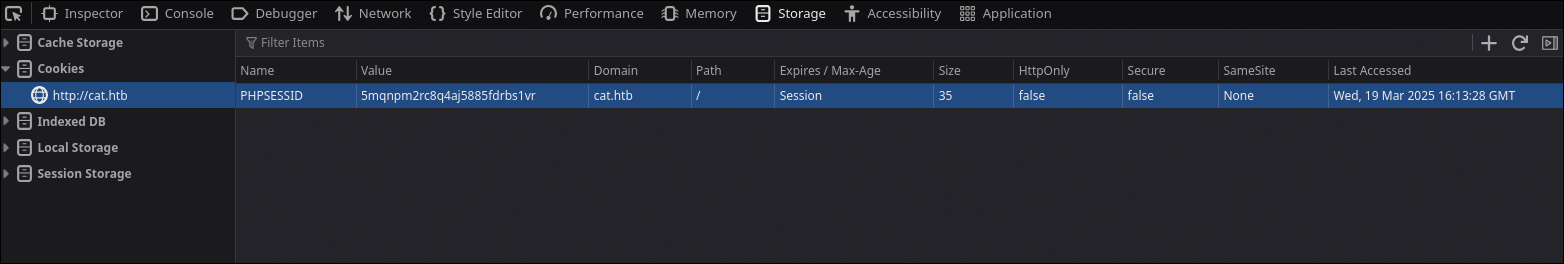 Inspector Console Debugger Network Style Editor Performance Memory Storage Accessibility Application
Cache Storage
Filter Items
Cookies
Name Value Domain Path Expires / Max-Age Size HttpOnly Secure SameSite Last Accessed
http://cat.htb
PHPSESSID 5mqnpm2rc8q4aj5885fdrbs1vr cat.htb / Session 35 false false None Wed, 19 Mar 2025 16:13:28 GMT
Indexed DB
Local Storage
Session Storage